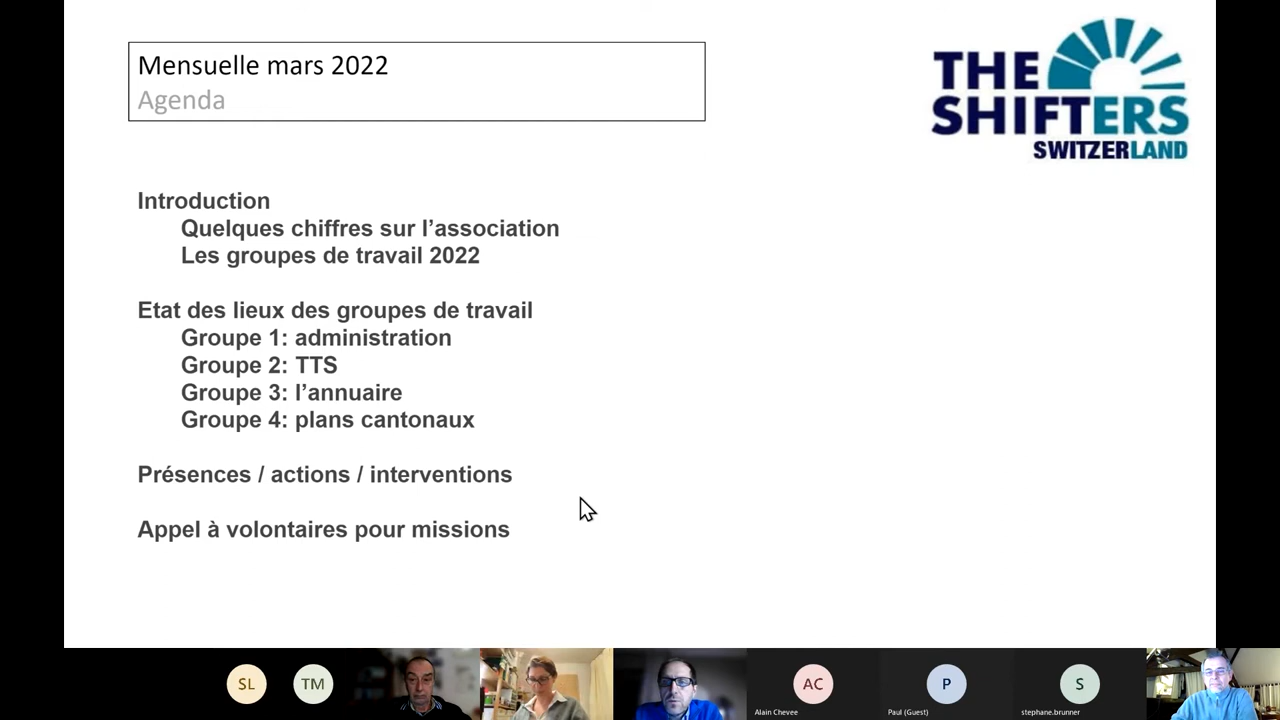 Mensuelle mars 2022
Agenda
THE
SHIFTERS
SWITZERLAND
Introduction
Quelques chiffres sur l’association
Les groupes de travail 2022
Etat des lieux des groupes de travail
Groupe 1: administration
Groupe 2: TTS
Groupe 3: l’annuaire
Groupe 4: plans cantonaux
Présences / actions / interventions
Appel à volontaires pour missions
SL
TM
AC
P
S
Alain Chevee
Paul (Guest)
stephane.brunner